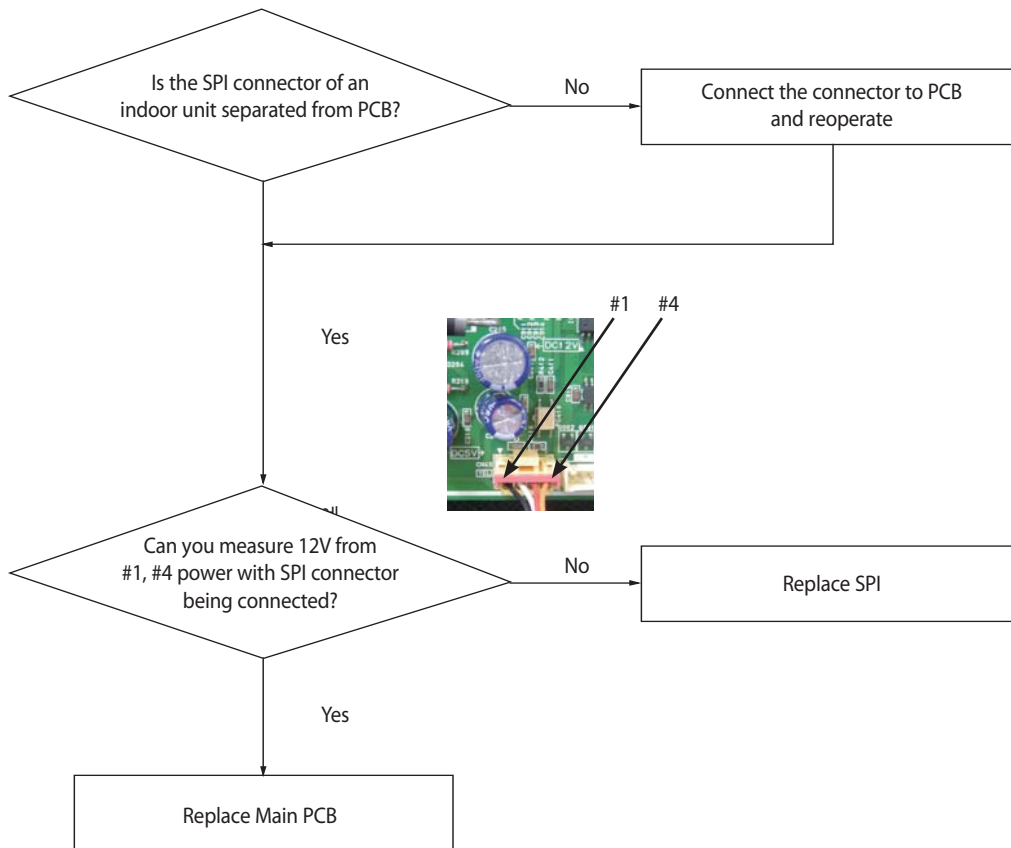 Is the SPI connector of an
indoor unit separated from PCB?
No
Connect the connector to PCB
and reoperate
Yes
#1
#4
DC12V
DC5V
Can you measure 12V from
#1, #4 power with SPI connector
being connected?
No
Replace SPI
Yes
Replace Main PCB